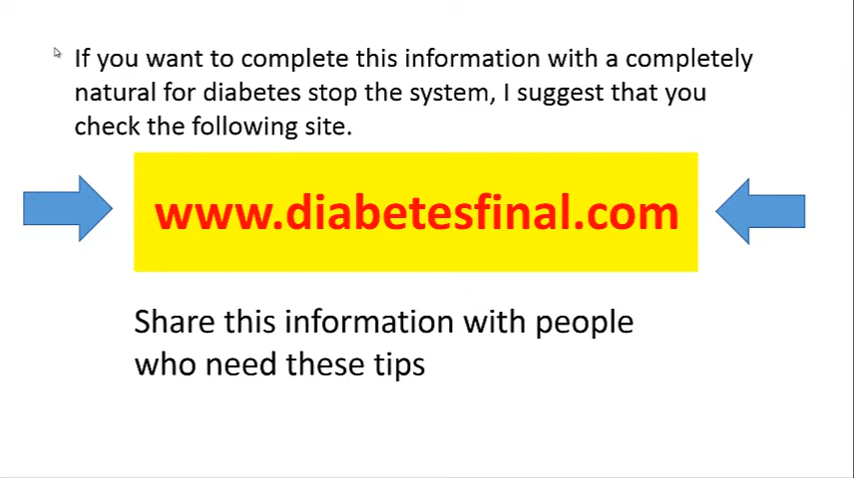 If you want to complete this information with a completely
natural for diabetes stop the system, I suggest that you
check the following site.
www.diabetesfinal.com
Share this information with people
who need these tips